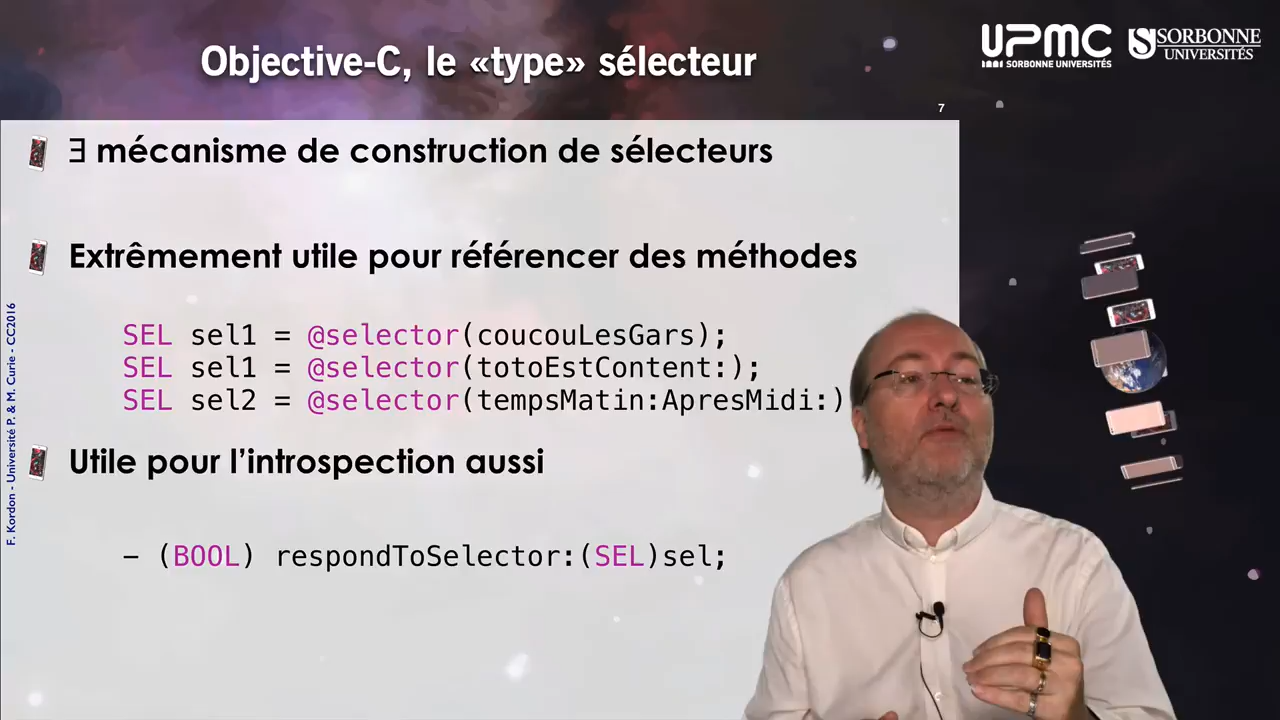 Objective-C, le «type» sélecteur
UPMC
SORBONNE UNIVERSITÉS
SORBONNE
UNIVERSITÉS
7
∃ mécanisme de construction de sélecteurs
Extrêmement utile pour référencer des méthodes
SEL sel1 = @selector(coucouLesGars);
SEL sel1 = @selector(totoEstContent:);
SEL sel2 = @selector(tempsMatin:ApresMidi:)
Utile pour l’introspection aussi
– (BOOL) respondToSelector:(SEL)sel;
F. Kordon - Université P. & M. Curie - CC2016